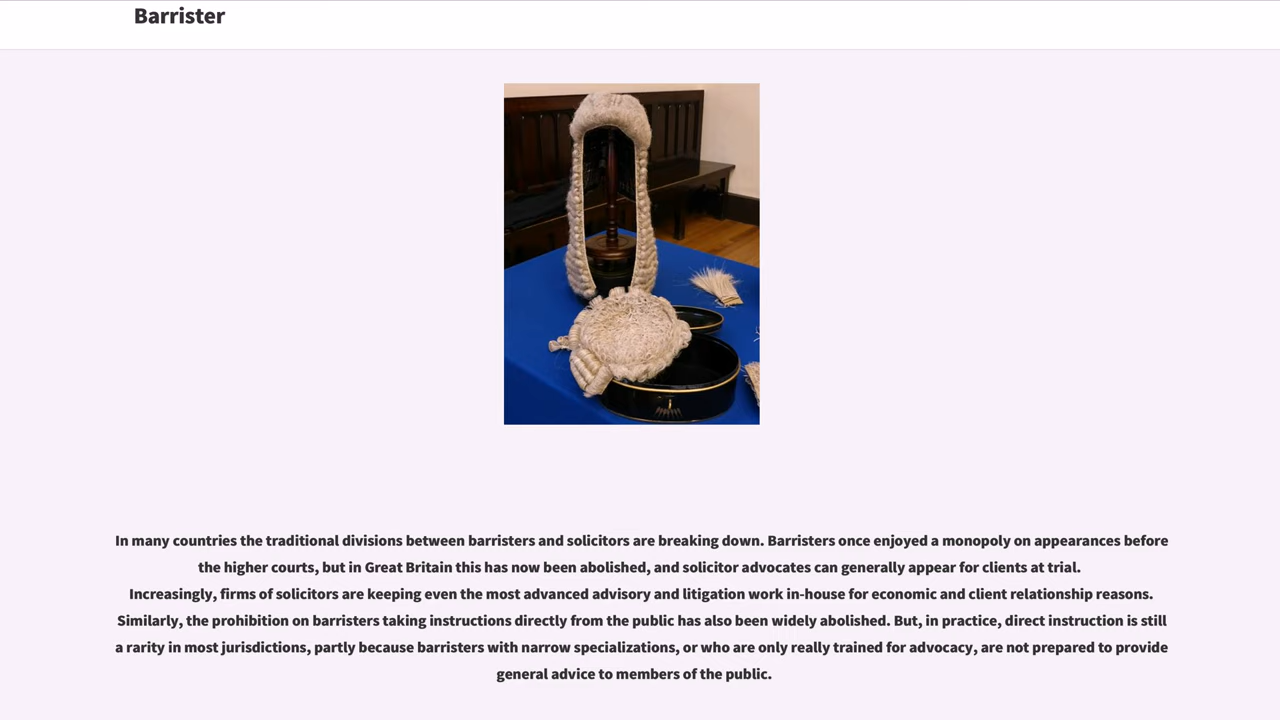 Barrister
In many countries the traditional divisions between barristers and solicitors are breaking down. Barristers once enjoyed a monopoly on appearances before
the higher courts, but in Great Britain this has now been abolished, and solicitor advocates can generally appear for clients at trial.
Increasingly, firms of solicitors are keeping even the most advanced advisory and litigation work in-house for economic and client relationship reasons.
Similarly, the prohibition on barristers taking instructions directly from the public has also been widely abolished. But, in practice, direct instruction is still
a rarity in most jurisdictions, partly because barristers with narrow specializations, or who are only really trained for advocacy, are not prepared to provide
general advice to members of the public.